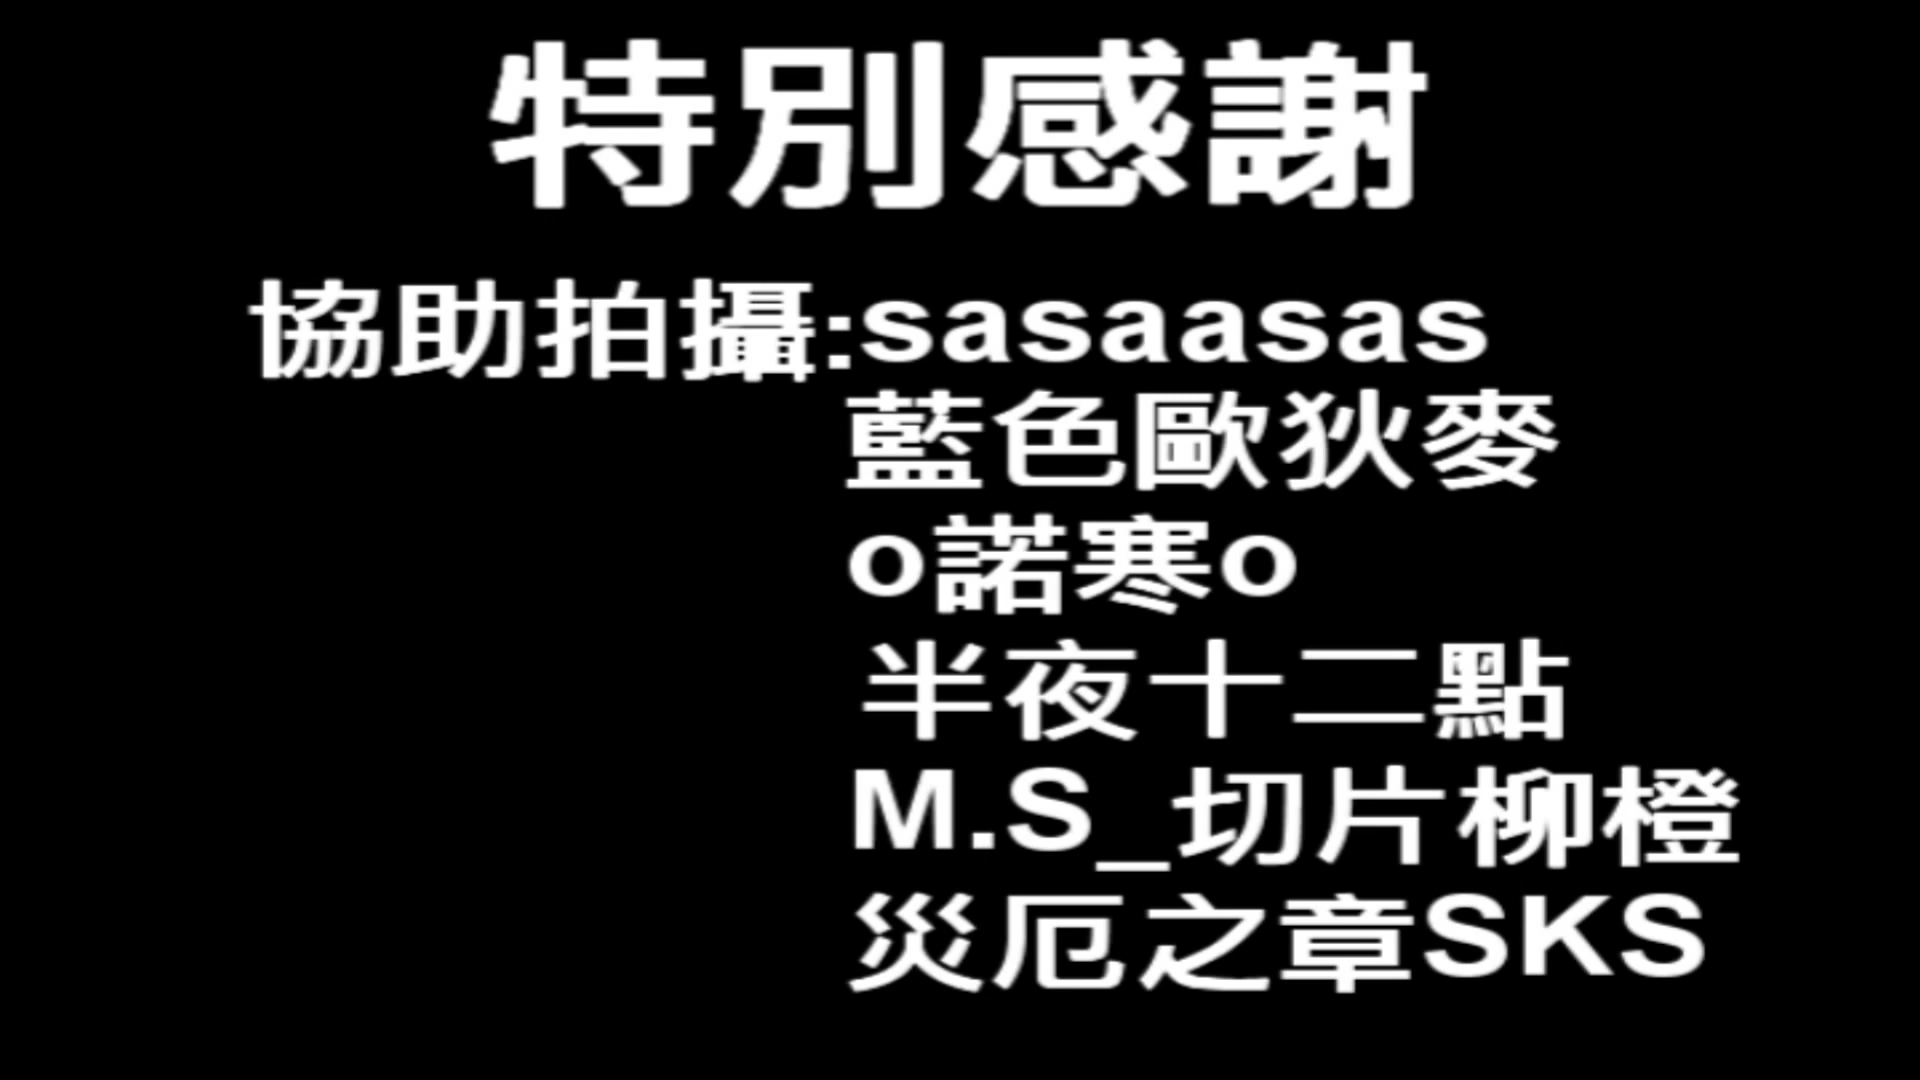 特別感謝
協助拍攝:sasaasas
藍色歐狄麥
o諾寒o
半夜十二點
M.S_切片柳橙
災厄之章SKS